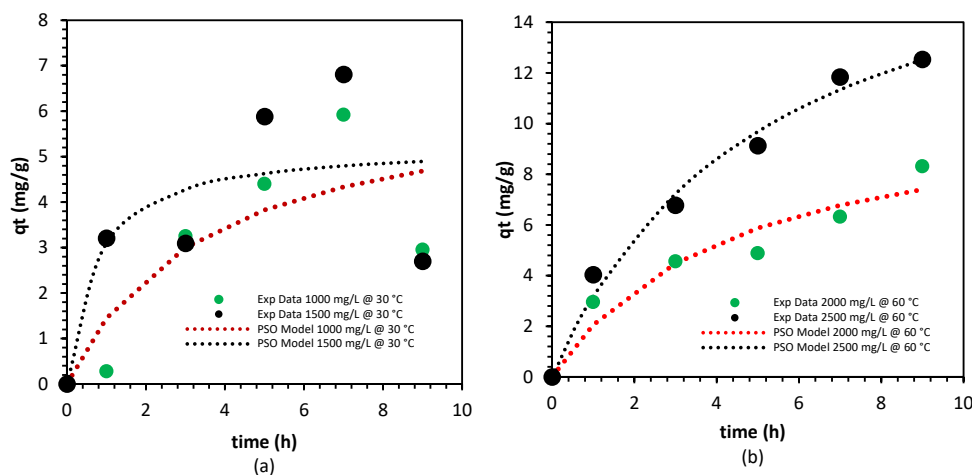 8
7
6
5
4
3
2
1
0
qt (mg/g)
0 2 4 6 8 10
time (h)
(a)
Exp Data 1000 mg/L @ 30 °C
Exp Data 1500 mg/L @ 30 °C
PSO Model 1000 mg/L @ 30 °C
PSO Model 1500 mg/L @ 30 °C
14
12
10
8
6
4
2
0
qt (mg/g)
0 2 4 6 8 10
time (h)
(b)
Exp Data 2000 mg/L @ 60 °C
Exp Data 2500 mg/L @ 60 °C
PSO Model 2000 mg/L @ 60 °C
PSO Model 2500 mg/L @ 60 °C